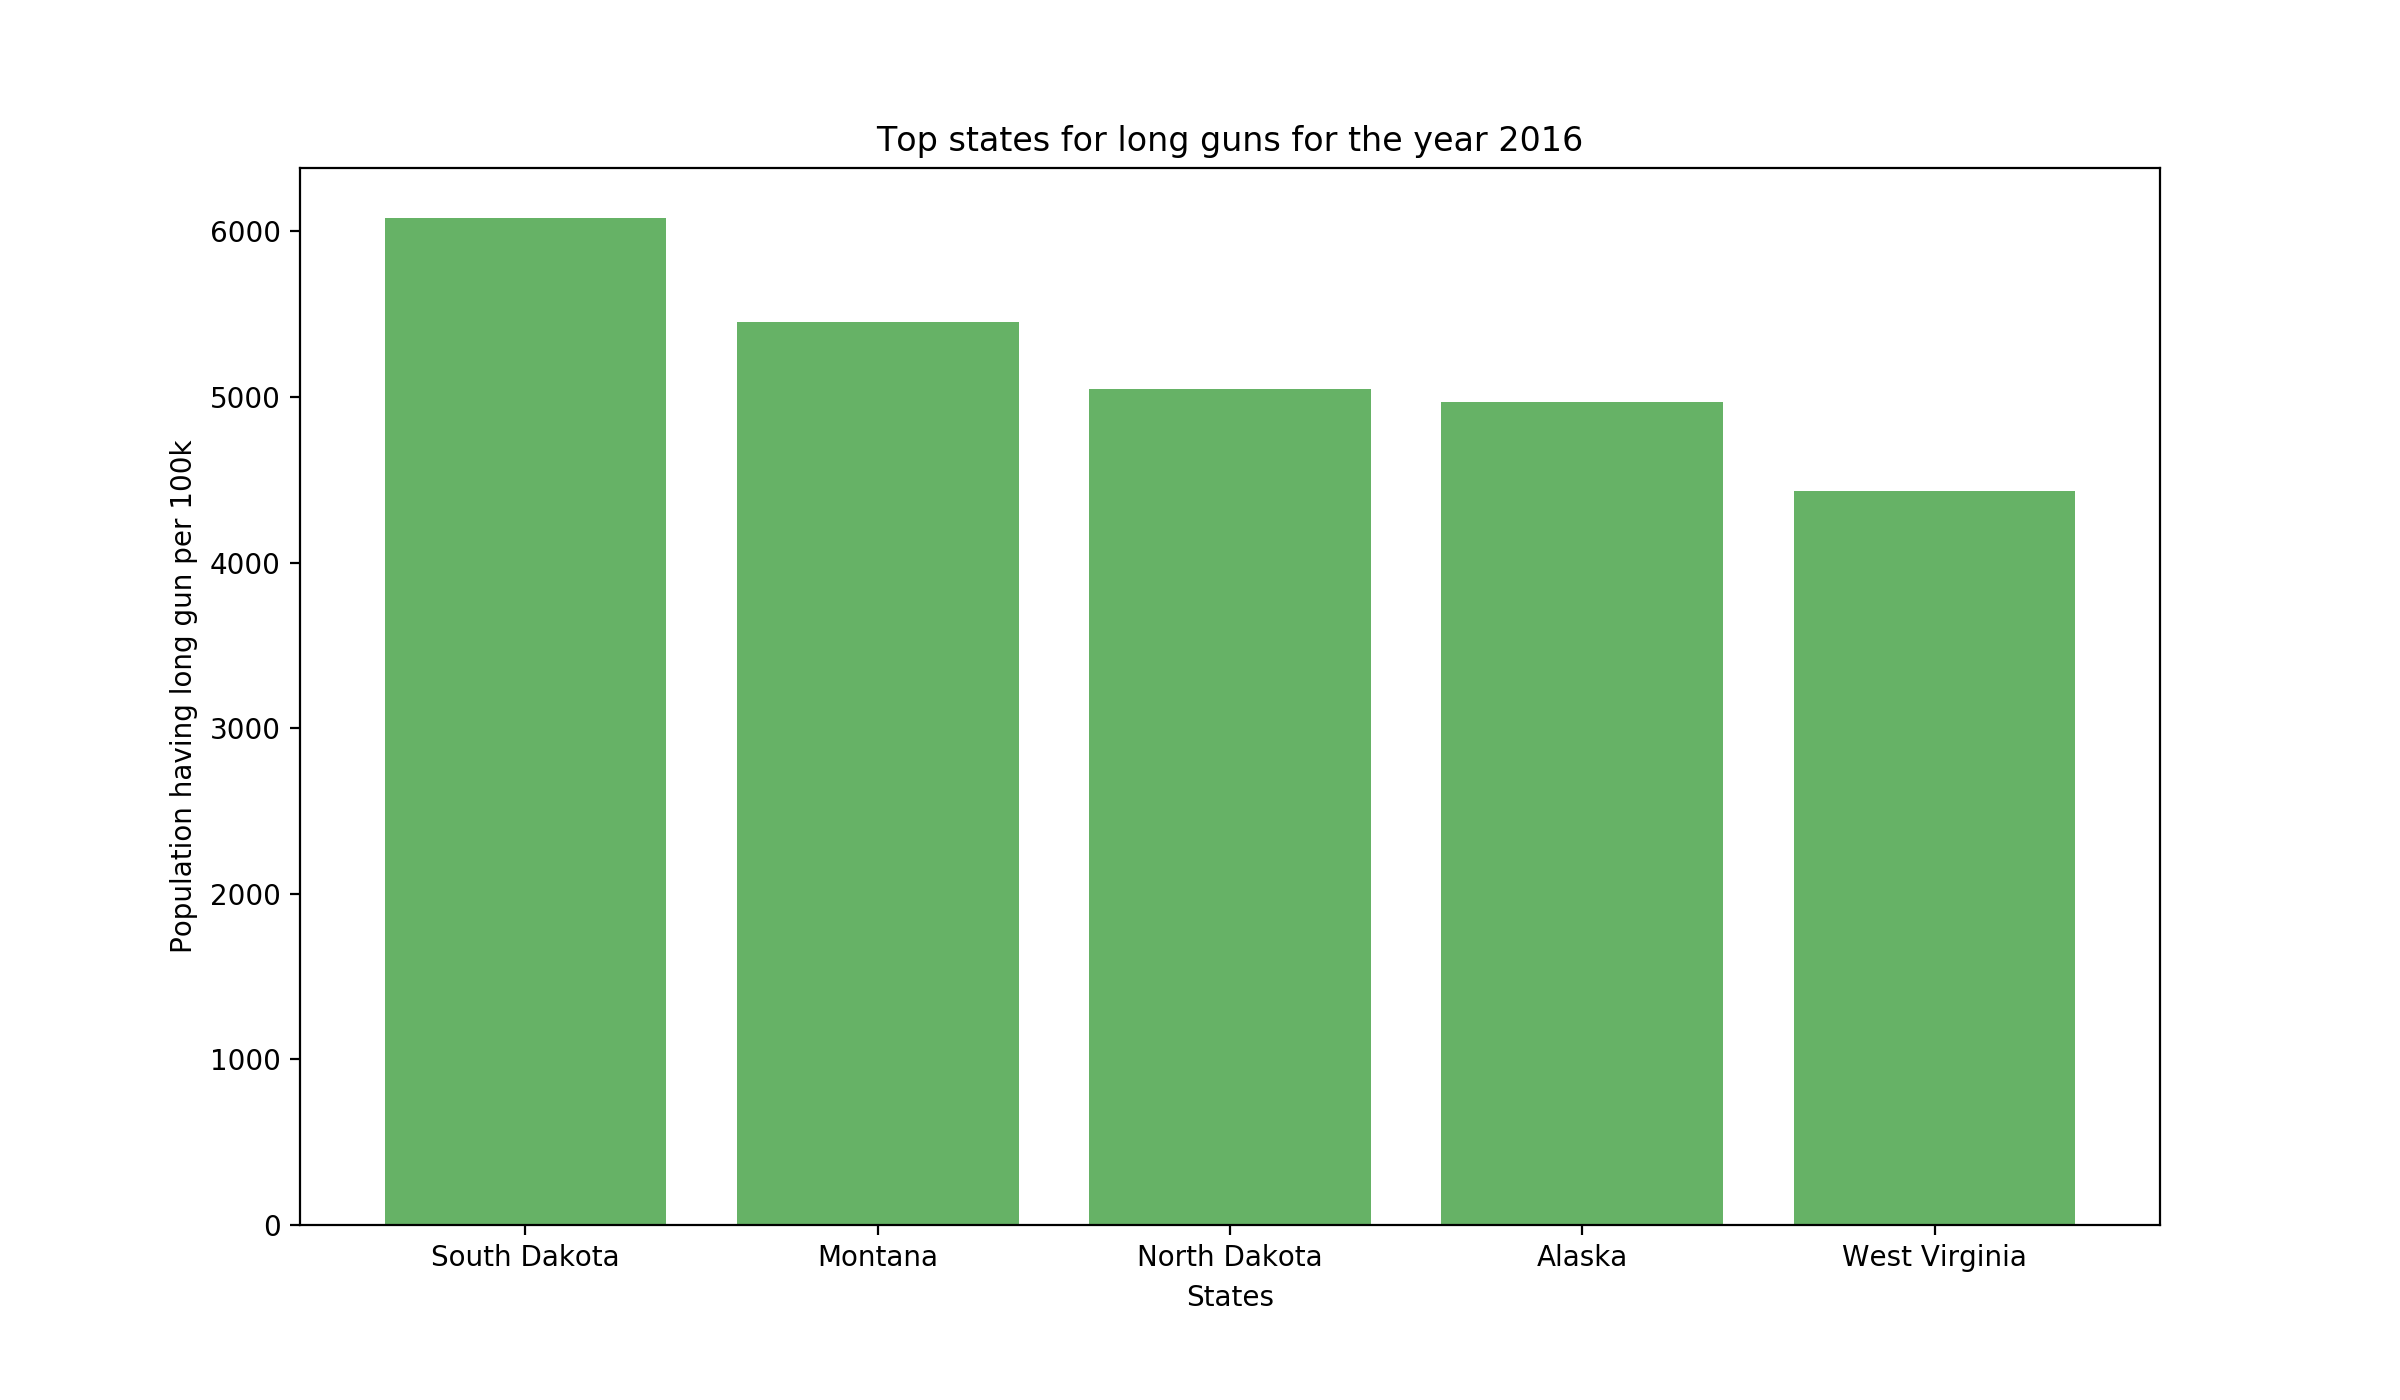 Top states for long guns for the year 2016
Population having long gun per 100k
6000
5000
4000
3000
2000
1000
0
South Dakota
Montana
North Dakota
Alaska
West Virginia
States